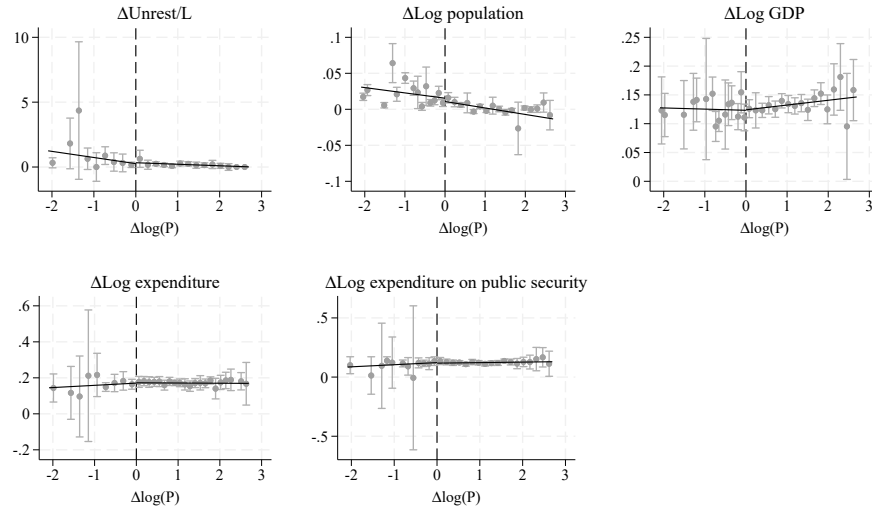 ΔUnrest/L
10
5
0
-2 -1 0 1 2 3
Δlog(P)
ΔLog population
.1
.05
0
-.05
-.1
-2 -1 0 1 2 3
Δlog(P)
ΔLog GDP
.25
.2
.15
.1
.05
0
-2 -1 0 1 2 3
Δlog(P)
ΔLog expenditure
.6
.4
.2
0
-.2
-2 -1 0 1 2 3
Δlog(P)
ΔLog expenditure on public security
.5
0
-.5
-2 -1 0 1 2 3
Δlog(P)